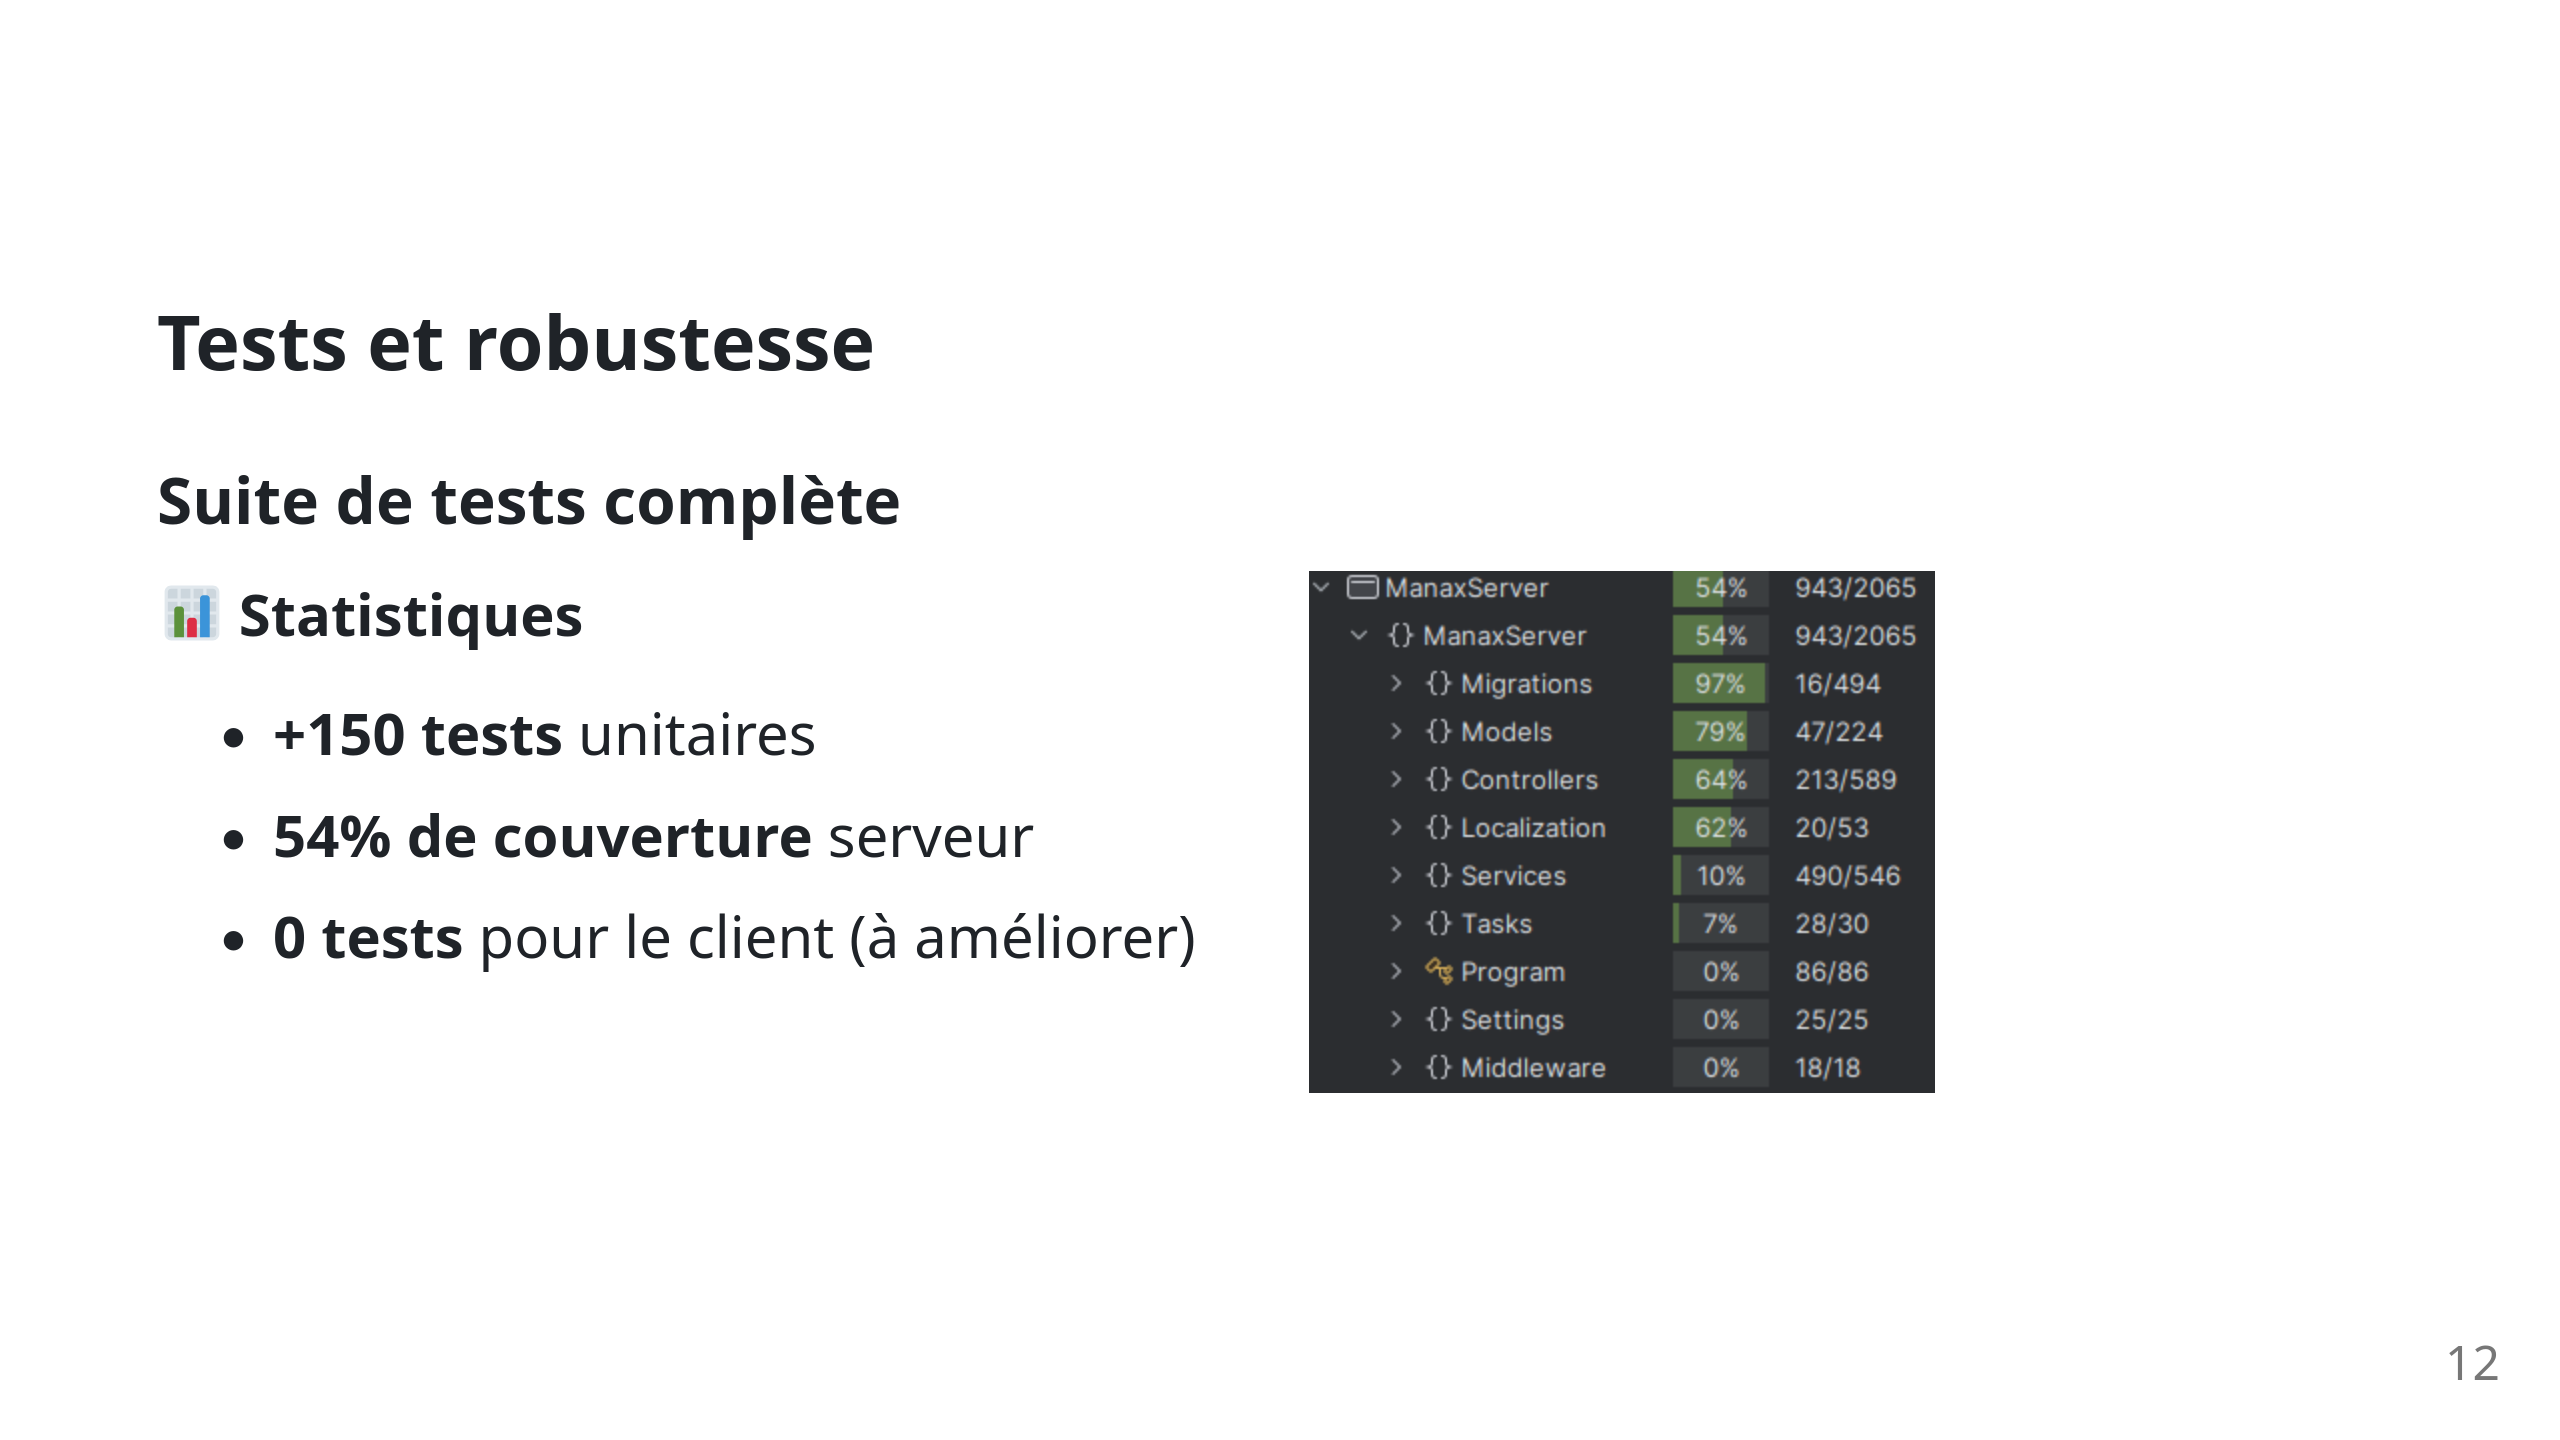 Tests et robustesse
Suite de tests complète
📊 Statistiques
• +150 tests unitaires
• 54% de couverture serveur
• 0 tests pour le client (à améliorer)
ManaxServer 54% 943/2065
{} ManaxServer 54% 943/2065
{} Migrations 97% 16/494
{} Models 79% 47/224
{} Controllers 64% 213/589
{} Localization 62% 20/53
{} Services 10% 490/546
{} Tasks 7% 28/30
Program 0% 86/86
{} Settings 0% 25/25
{} Middleware 0% 18/18
12